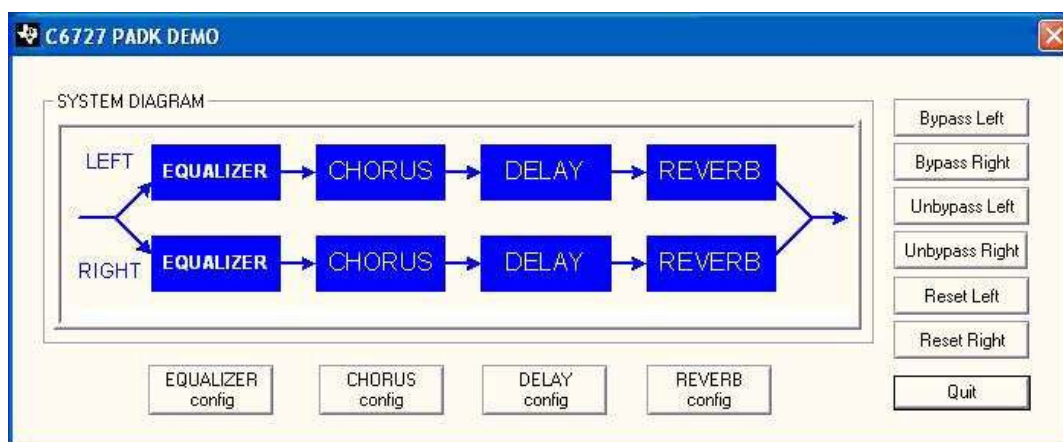 C6727 PADK DEMO
SYSTEM DIAGRAM
LEFT
EQUALIZER
CHORUS
DELAY
REVERB
RIGHT
EQUALIZER
CHORUS
DELAY
REVERB
EQUALIZER
config
CHORUS
config
DELAY
config
REVERB
config
Bypass Left
Bypass Right
Unbypass Left
Unbypass Right
Reset Left
Reset Right
Quit